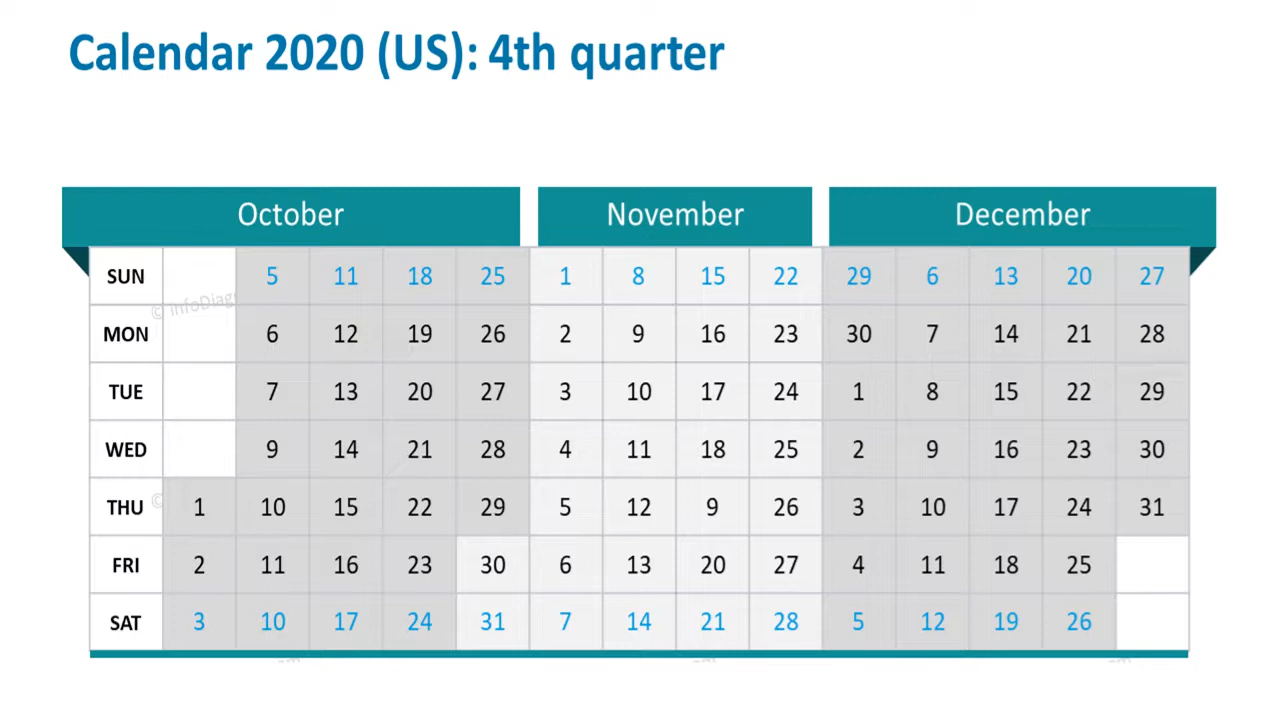 Calendar 2020 (US): 4th quarter
October November December
SUN 5 11 18 25 1 8 15 22 29 6 13 20 27
© infoDiag
MON 6 12 19 26 2 9 16 23 30 7 14 21 28
TUE 7 13 20 27 3 10 17 24 1 8 15 22 29
WED 9 14 21 28 4 11 18 25 2 9 16 23 30
THU 1 10 15 22 29 5 12 9 26 3 10 17 24 31
©
FRI 2 11 16 23 30 6 13 20 27 4 11 18 25
SAT 3 10 17 24 31 7 14 21 28 5 12 19 26